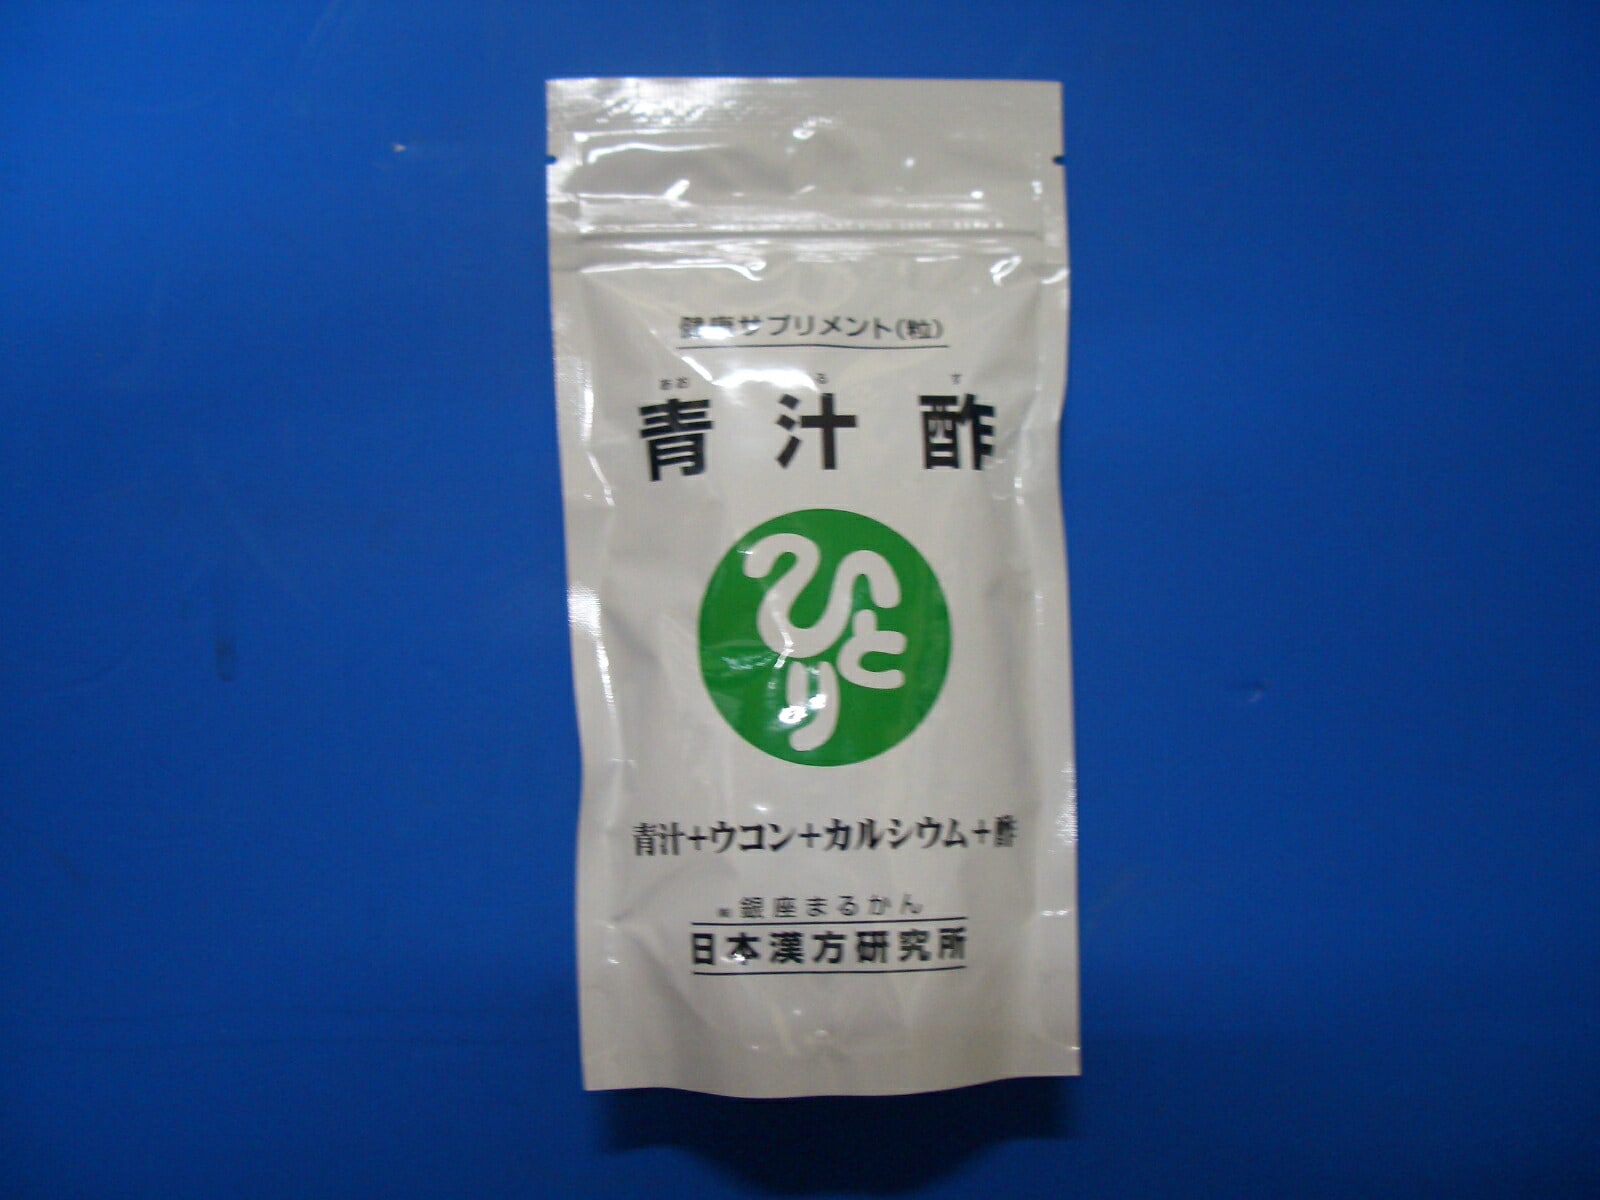 健康サプリメント(粒)
あお る す
青汁酢
ひとり
青汁+ウコン+カルシウム+酢
㈱銀座まるかん
日本漢方研究所